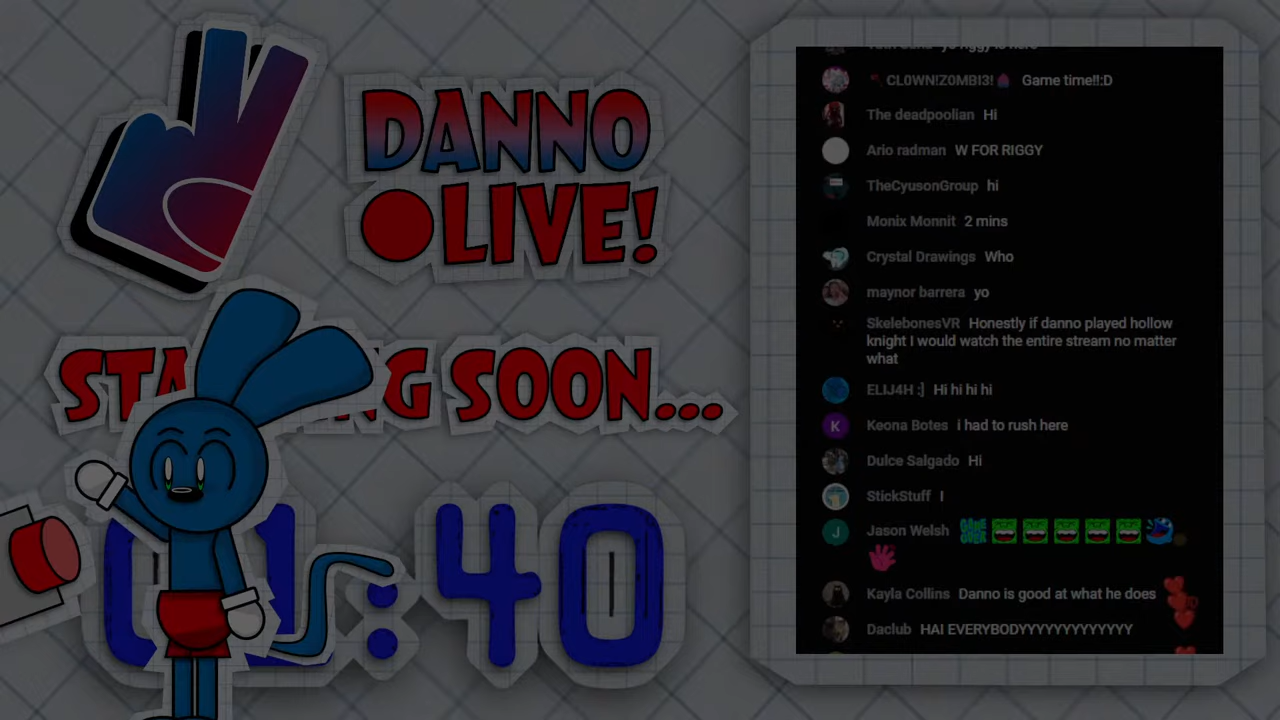 DANNO
LIVE!
SOON...
:40
CL0WN!Z0MBI3! Game time!!:D
The deadpoolian Hi
Ario radman W FOR RIGGY
TheCyusonGroup hi
Monix Monnit 2 mins
Crystal Drawings Who
maynor barrera yo
SkelebonesVR Honestly if danno played hollow
knight I would watch the entire stream no matter
what
ELIJ4H :] Hi hi hi hi
K
Keona Botes i had to rush here
Dulce Salgado Hi
StickStuff I
J
Jason Welsh
Kayla Collins Danno is good at what he does
Daclub HAI EVERYBODYYYYYYYYYYYYY